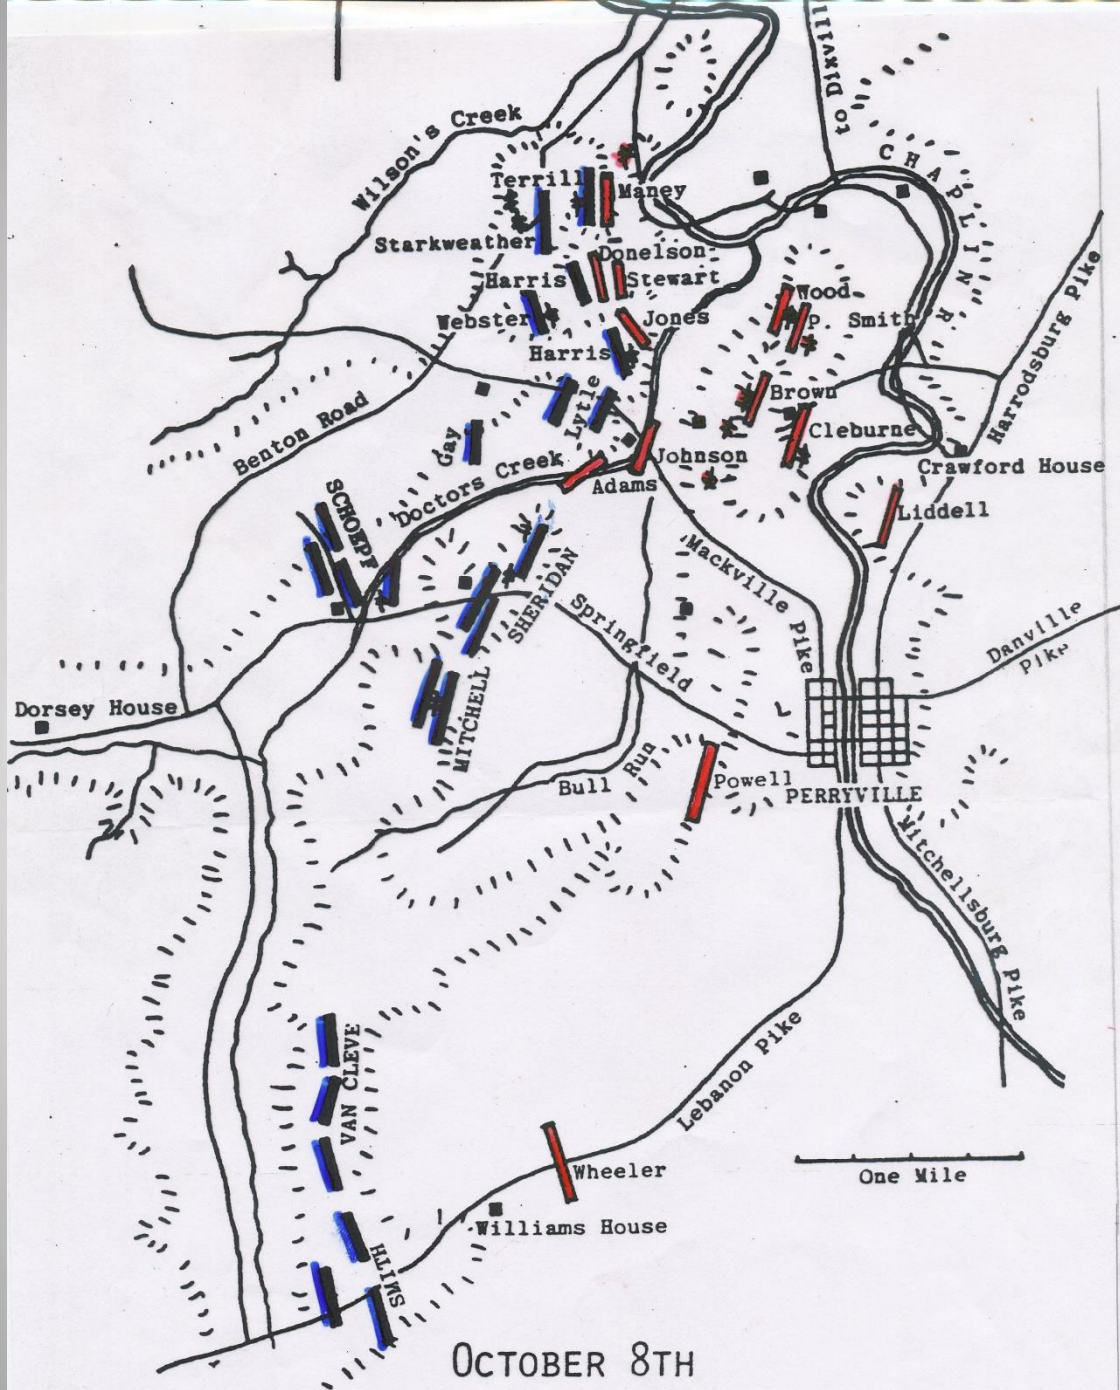 to Dixvill
Wilson's Creek
CHAPLIN R
Terrill
Maney
Starkweather
Donelson
Harris
Stewart
Harrodsburg Pike
Wood
Webster
Jones
P. Smith
Harris
Benton Road
Lytle
Brown
Gay
Cleburne
Doctors Creek
Johnson
Crawford House
Adams
SCHOEPF
Liddell
Mackville Pike
SHERIDAN
Springfield
Danville
Pike
MITCHELL
Dorsey House
Bull Run
Powell
PERRYVILLE
Mitchellsburg Pike
VAN CLEVE
Lebanon Pike
Wheeler
One Mile
Williams House
SMITH
OCTOBER 8TH